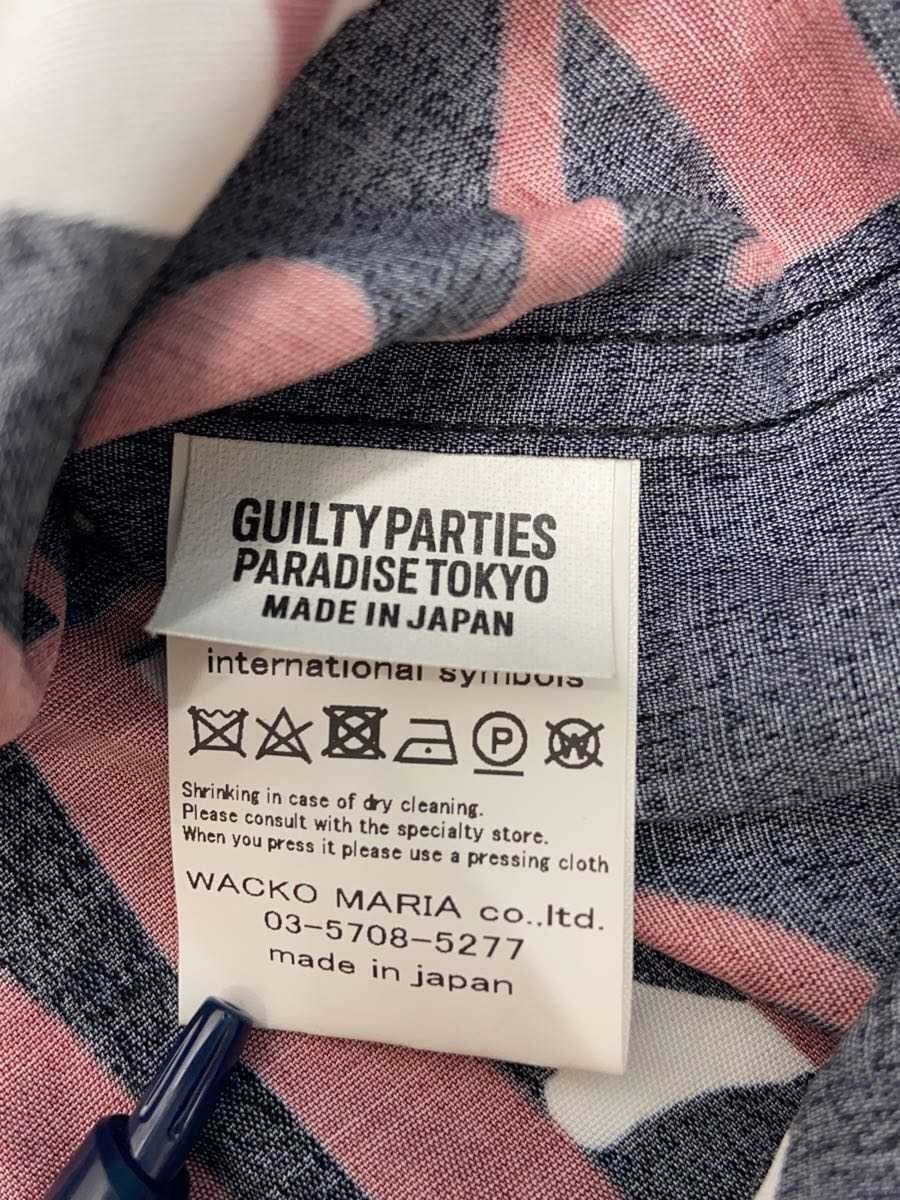 GUILTY PARTIES
PARADISE TOKYO
MADE IN JAPAN
international symbols
P
W
Shrinking in case of dry cleaning.
Please consult with the specialty store.
When you press it please use a pressing cloth
WACKO MARIA co.,ltd.
03-5708-5277
made in japan